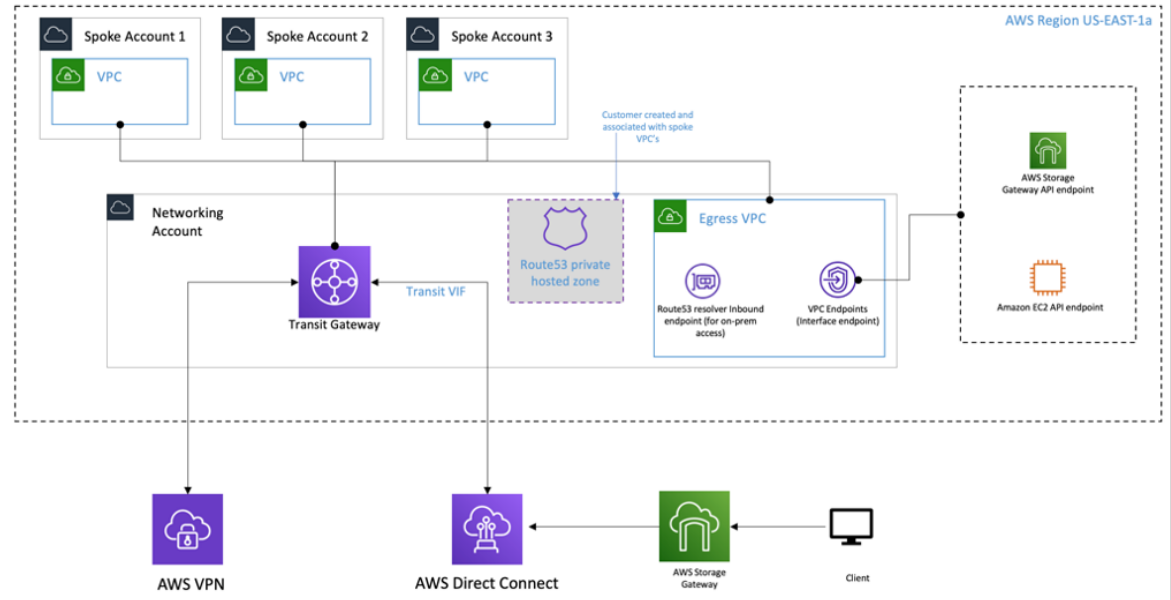 AWS Region US-EAST-1a
Spoke Account 1
Spoke Account 2
Spoke Account 3
VPC
VPC
VPC
Customer created and
associated with spoke
VPC's
AWS Storage
Gateway API endpoint
Networking
Account
Egress VPC
Route53 private
hosted zone
Transit VIF
Transit Gateway
Route53 resolver Inbound
endpoint (for on-prem
access)
VPC Endpoints
(Interface endpoint)
Amazon EC2 API endpoint
AWS VPN
AWS Direct Connect
AWS Storage
Gateway
Client